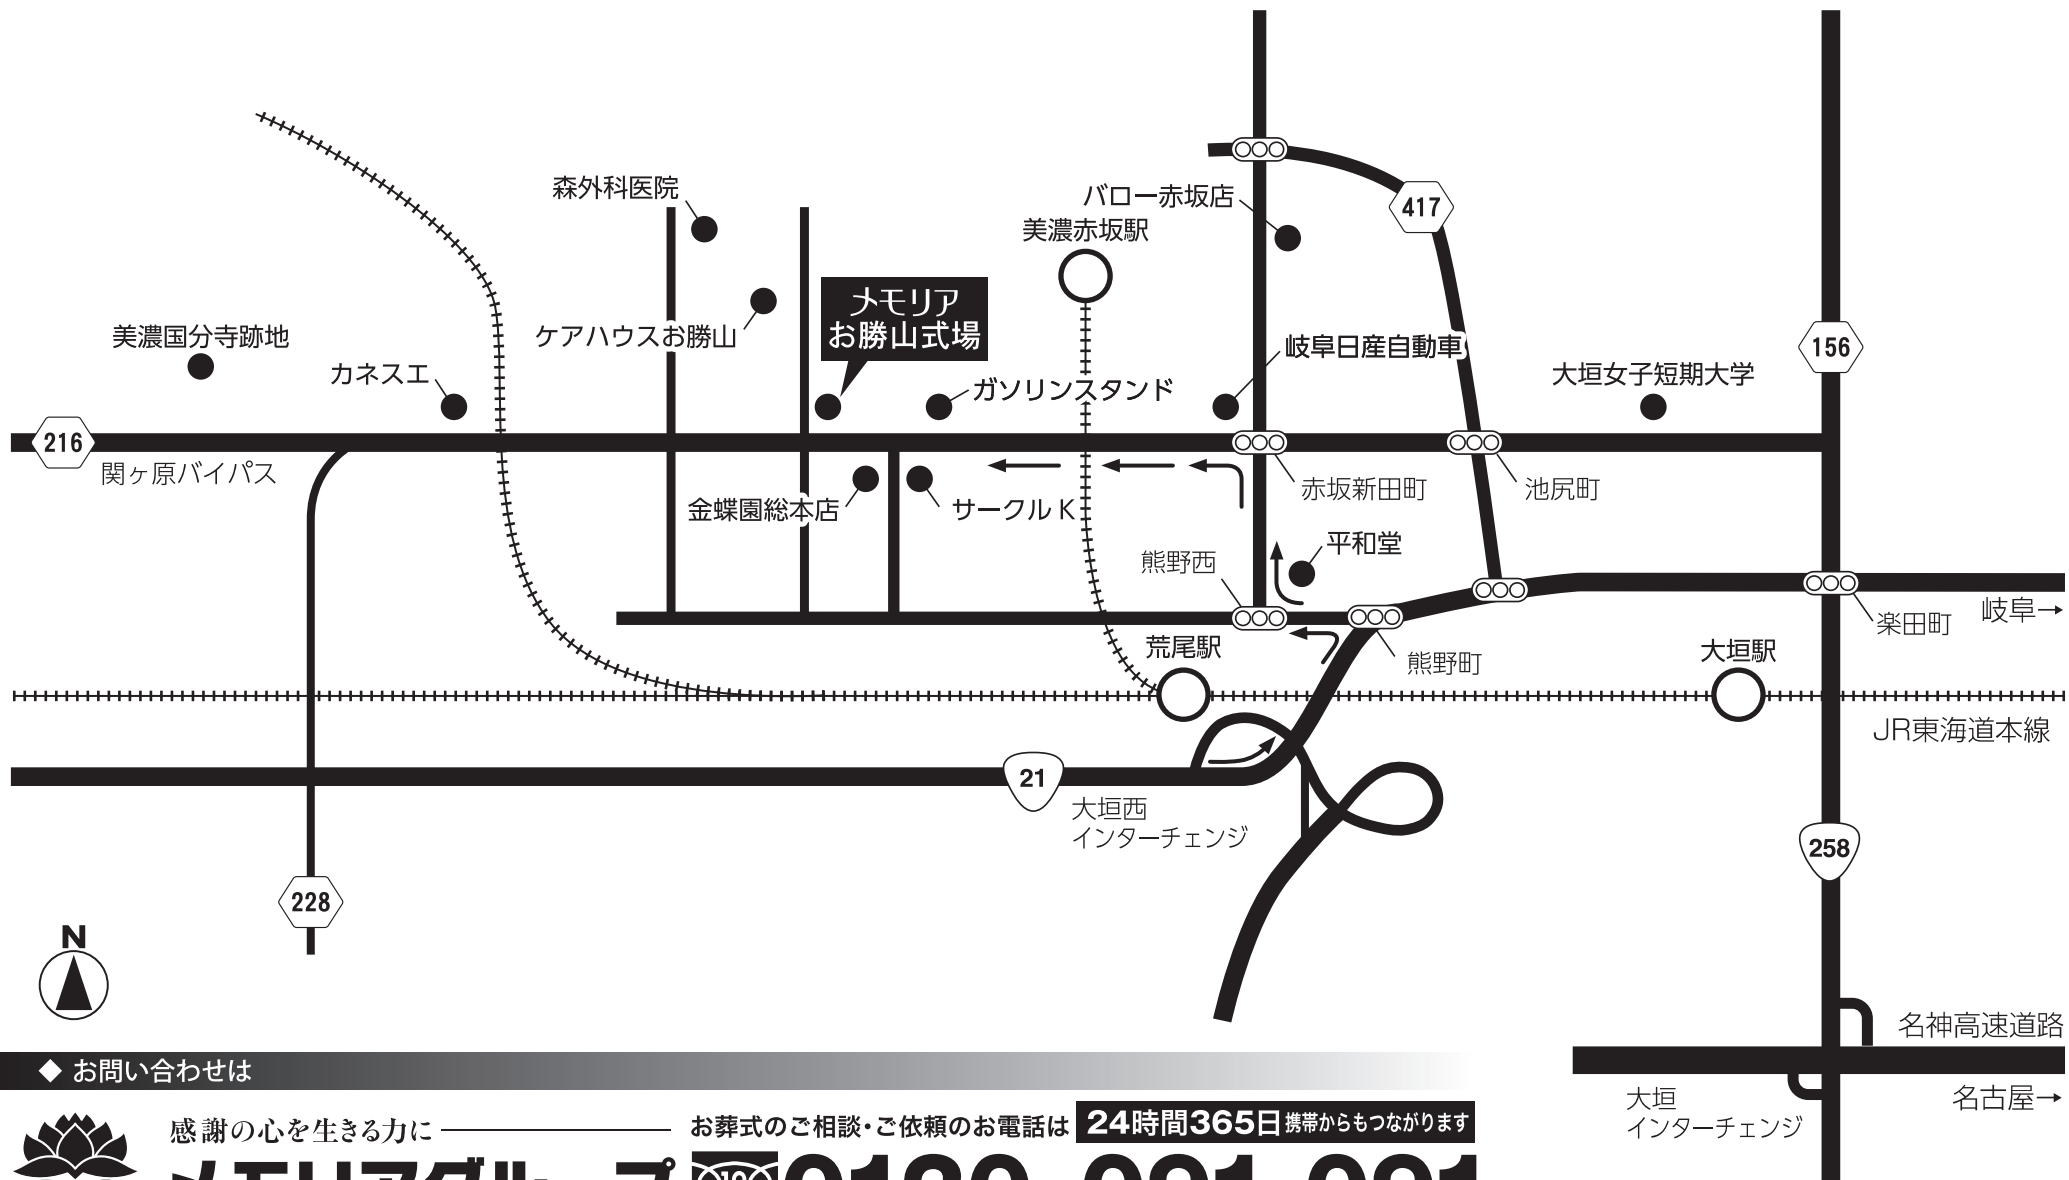 森外科医院
バロー赤坂店
417
美濃赤坂駅
メモリア
お勝山式場
ケアハウスお勝山
美濃国分寺跡地
カネスエ
岐阜日産自動車
156
大垣女子短期大学
ガソリンスタンド
216
関ヶ原バイパス
金蝶園総本店
サークルK
赤坂新田町
池尻町
平和堂
熊野西
楽田町
岐阜→
荒尾駅
熊野町
大垣駅
JR東海道本線
21
大垣西
インターチェンジ
258
228
N
名神高速道路
大垣
インターチェンジ
名古屋→
◆ お問い合わせは
感謝の心を生きる力に
お葬式のご相談・ご依頼のお電話は
24時間365日 携帯からもつながります
メモリアグループ